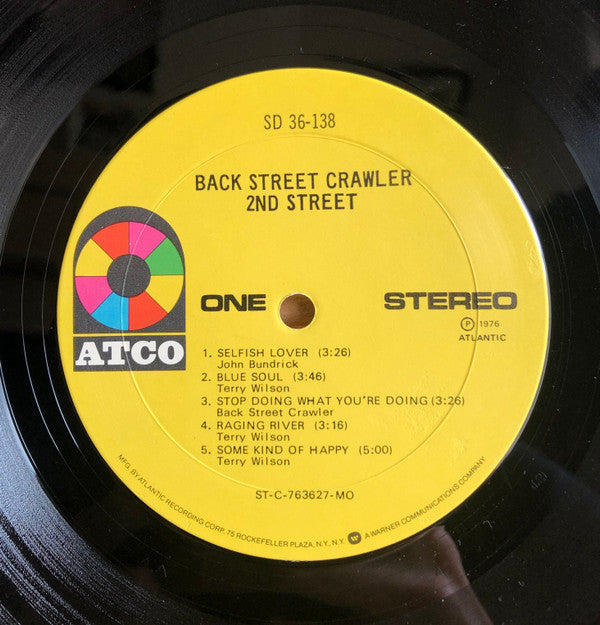 SD 36-138
BACK STREET CRAWLER
2ND STREET
ATCO
ONE
STEREO
Ⓟ 1976
ATLANTIC
1. SELFISH LOVER (3:26)
John Bundrick
2. BLUE SOUL (3:46)
Terry Wilson
3. STOP DOING WHAT YOU'RE DOING (3:26)
Back Street Crawler
4. RAGING RIVER (3:16)
Terry Wilson
5. SOME KIND OF HAPPY (5:00)
Terry Wilson
ST-C-763627-MO
MFG. BY ATLANTIC RECORDING CORP. 75 ROCKEFELLER PLAZA, N.Y., N.Y. W A WARNER COMMUNICATIONS COMPANY